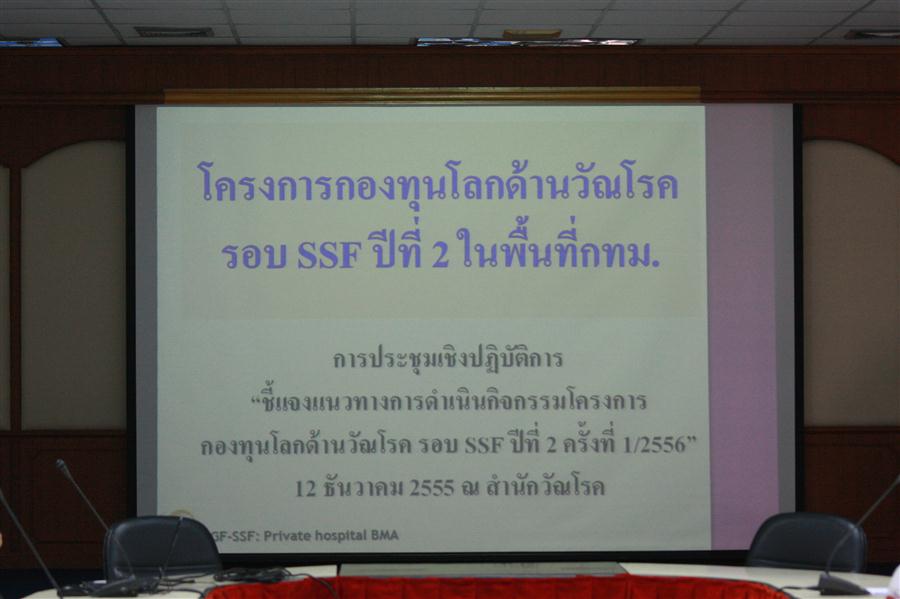 โครงการกองทุนโลกด้านวัณโรค
รอบ SSF ปีที่ 2 ในพื้นที่กทม.
การประชุมเชิงปฏิบัติการ
“ชี้แจงแนวทางการดำเนินกิจกรรมโครงการ
กองทุนโลกด้านวัณโรค รอบ SSF ปีที่ 2 ครั้งที่ 1/2556”
12 ธันวาคม 2555 ณ สำนักวัณโรค
GF-SSF: Private hospital BMA